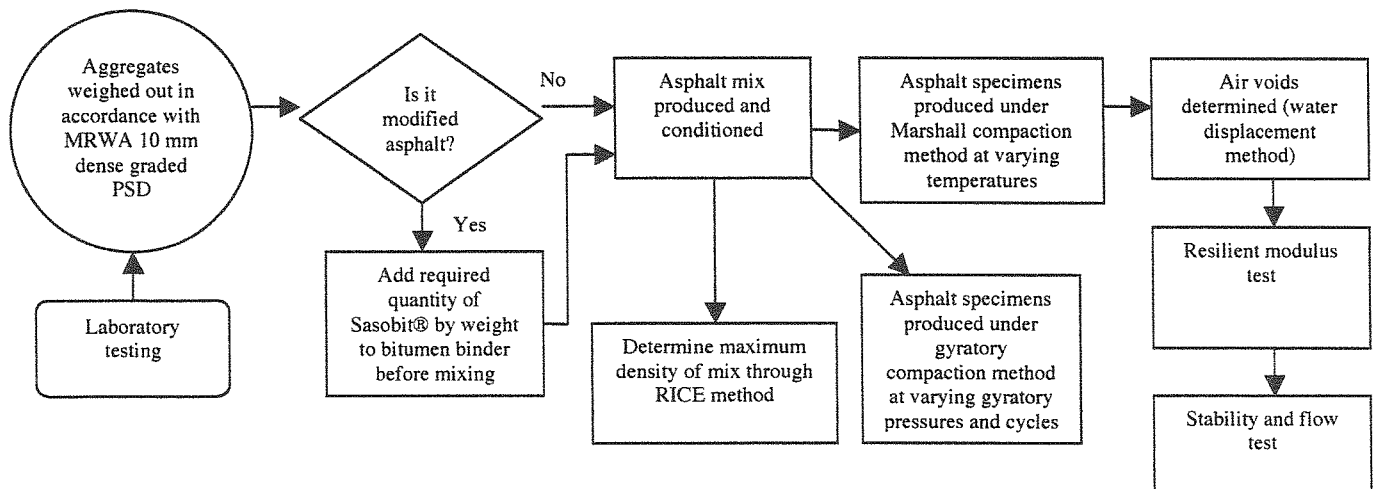 Aggregates
weighed out in
accordance with
MRWA 10 mm
dense graded
PSD
Laboratory
testing
Is it
modified
asphalt?
No
Yes
Add required
quantity of
Sasobit® by weight
to bitumen binder
before mixing
Asphalt mix
produced and
conditioned
Determine maximum
density of mix through
RICE method
Asphalt specimens
produced under
Marshall compaction
method at varying
temperatures
Asphalt specimens
produced under
gyratory
compaction method
at varying gyratory
pressures and cycles
Air voids
determined (water
displacement
method)
Resilient modulus
test
Stability and flow
test